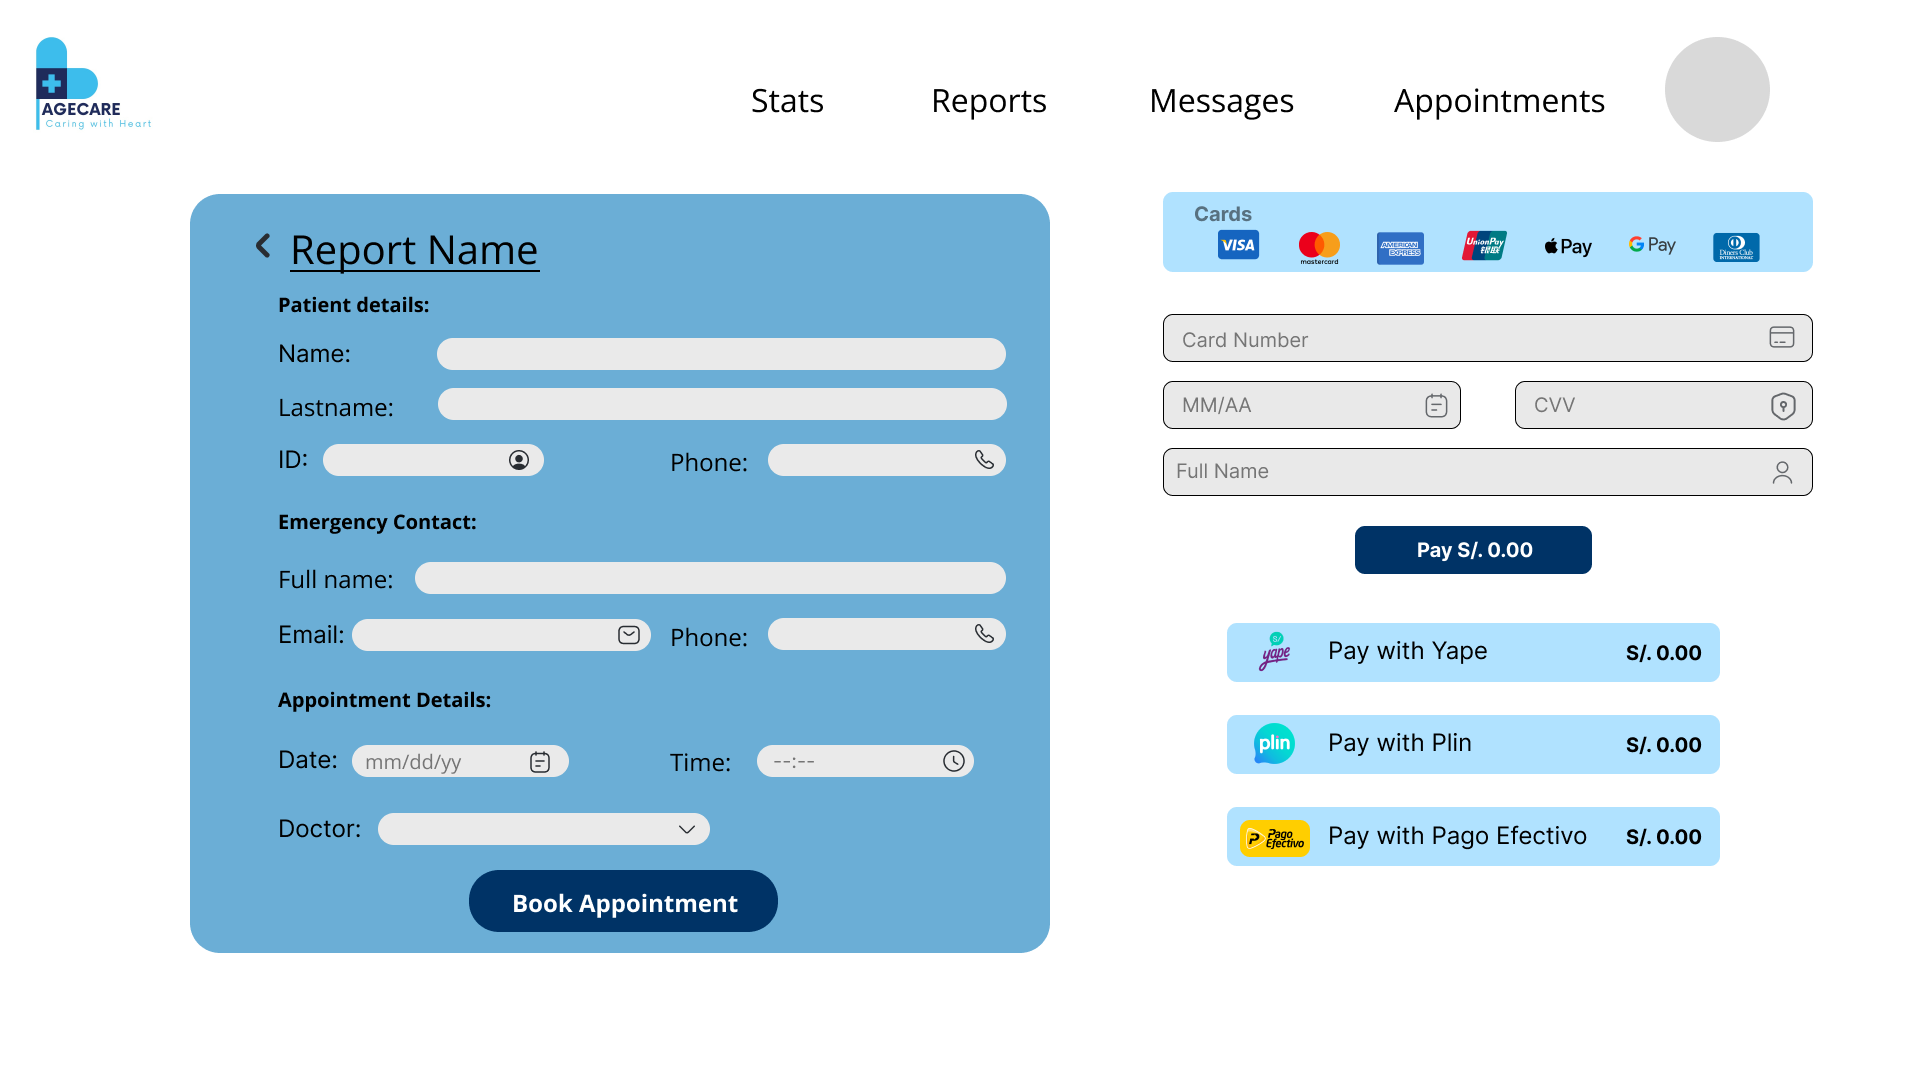 AGECARE
Caring with Heart
Stats
Reports
Messages
Appointments
Report Name
Patient details:
Name:
Lastname:
ID:
Phone:
Emergency Contact:
Full name:
Email:
Phone:
Appointment Details:
Date:
mm/dd/yy
Time:
--:--
Doctor:
Book Appointment
Cards
VISA
mastercard
AMERICAN
EXPRESS
UnionPay
银联
Pay
G Pay
Diners Club
INTERNATIONAL
Card Number
MM/AA
CVV
Full Name
Pay S/. 0.00
S/
yape
Pay with Yape
S/. 0.00
plin
Pay with Plin
S/. 0.00
P
Pago
Efectivo
Pay with Pago Efectivo
S/. 0.00